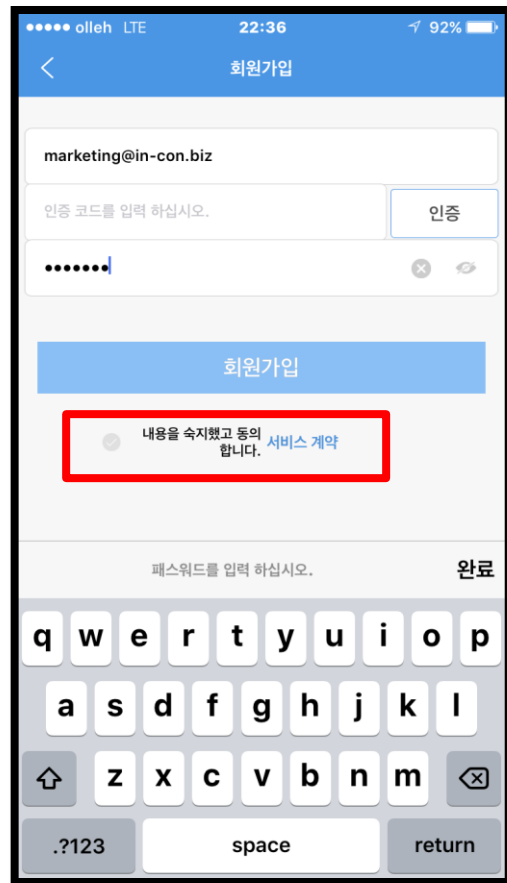 olleh LTE 22:36 92%
회원가입
marketing@in-con.biz
인증 코드를 입력 하십시오. 인증
•••••••
회원가입
내용을 숙지했고 동의
합니다. 서비스 계약
패스워드를 입력 하십시오. 완료
q w e r t y u i o p
a s d f g h j k l
z x c v b n m
.?123 space return